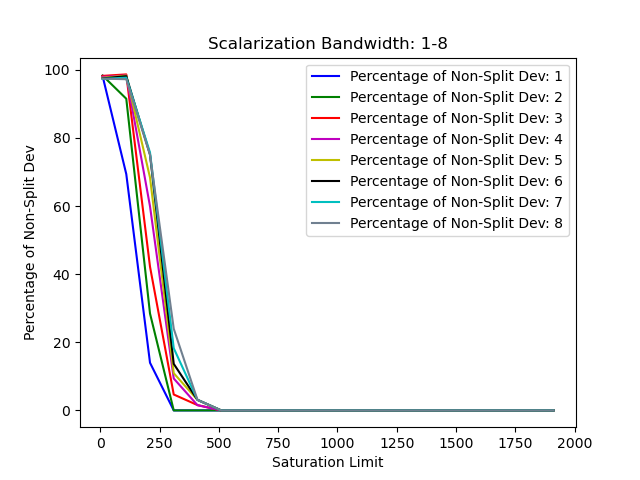 Scalarization Bandwidth: 1-8
Percentage of Non-Split Dev: 1
Percentage of Non-Split Dev: 2
Percentage of Non-Split Dev: 3
Percentage of Non-Split Dev: 4
Percentage of Non-Split Dev: 5
Percentage of Non-Split Dev: 6
Percentage of Non-Split Dev: 7
Percentage of Non-Split Dev: 8
Percentage of Non-Split Dev
100
80
60
40
20
0
0 250 500 750 1000 1250 1500 1750 2000
Saturation Limit